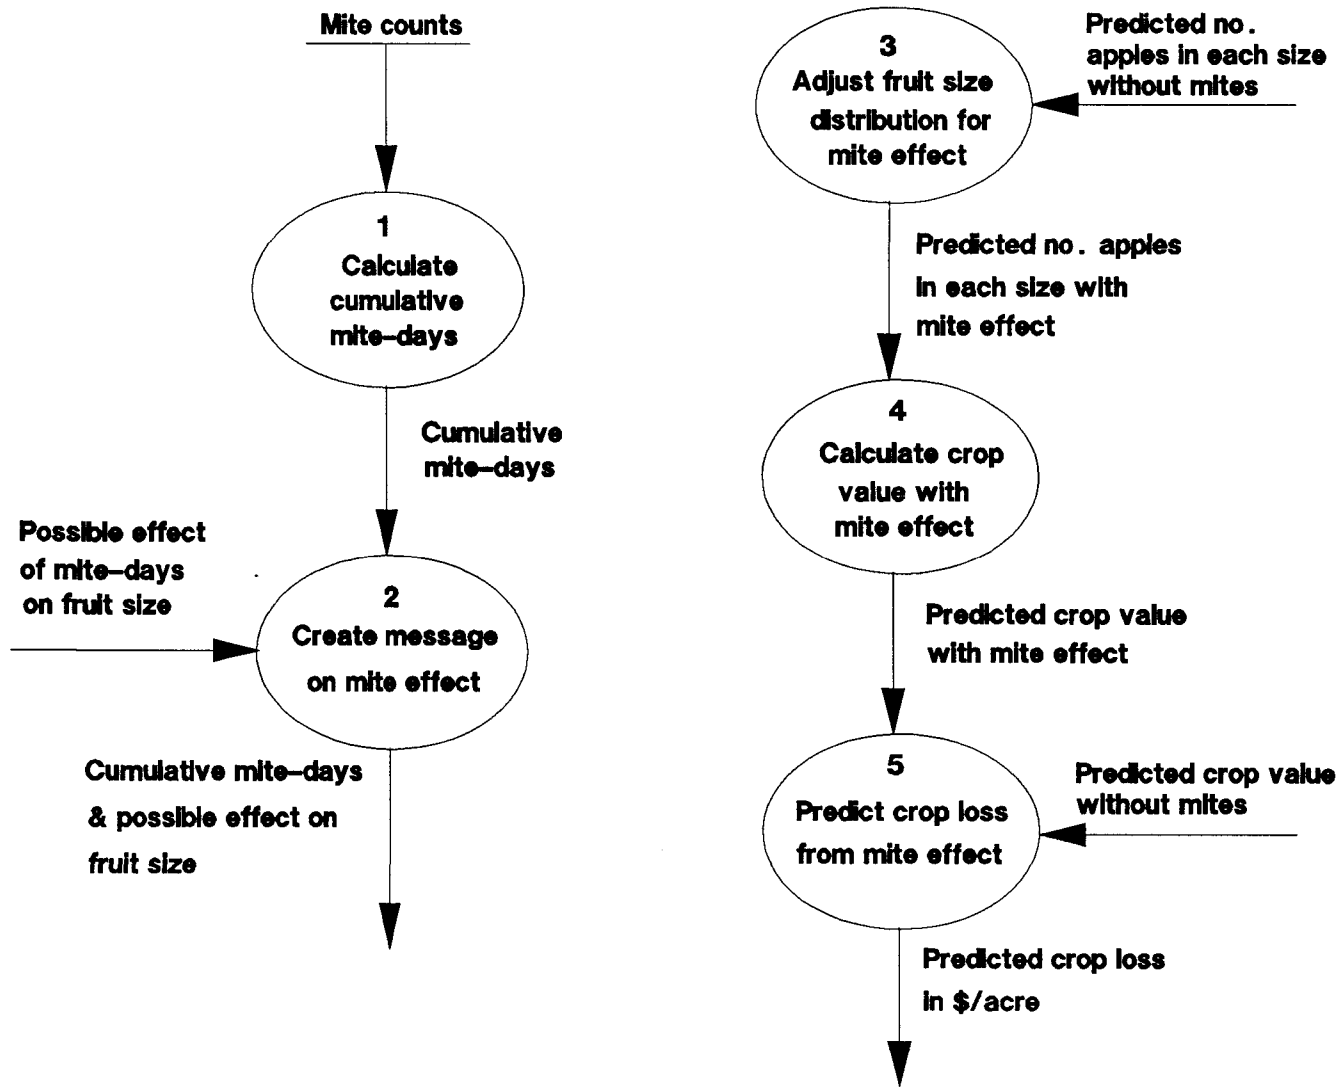 Mite counts
1
Calculate
cumulative
mite–days
Cumulative
mite–days
Possible effect
of mite–days
on fruit size
2
Create message
on mite effect
Cumulative mite–days
& possible effect on
fruit size
3
Adjust fruit size
distribution for
mite effect
Predicted no.
apples in each size
without mites
Predicted no. apples
in each size with
mite effect
4
Calculate crop
value with
mite effect
Predicted crop value
with mite effect
5
Predict crop loss
from mite effect
Predicted crop value
without mites
Predicted crop loss
in $/acre